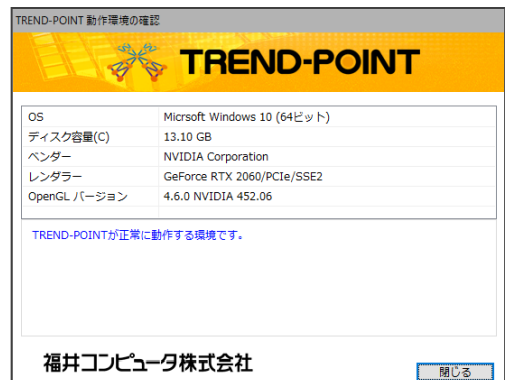 TREND-POINT 動作環境の確認
TREND-POINT
OS Micrsoft Windows 10 (64ビット)
ディスク容量(C) 13.10 GB
ベンダー NVIDIA Corporation
レンダラー GeForce RTX 2060/PCIe/SSE2
OpenGL バージョン 4.6.0 NVIDIA 452.06
TREND-POINTが正常に動作する環境です。
福井コンピュータ株式会社
閉じる